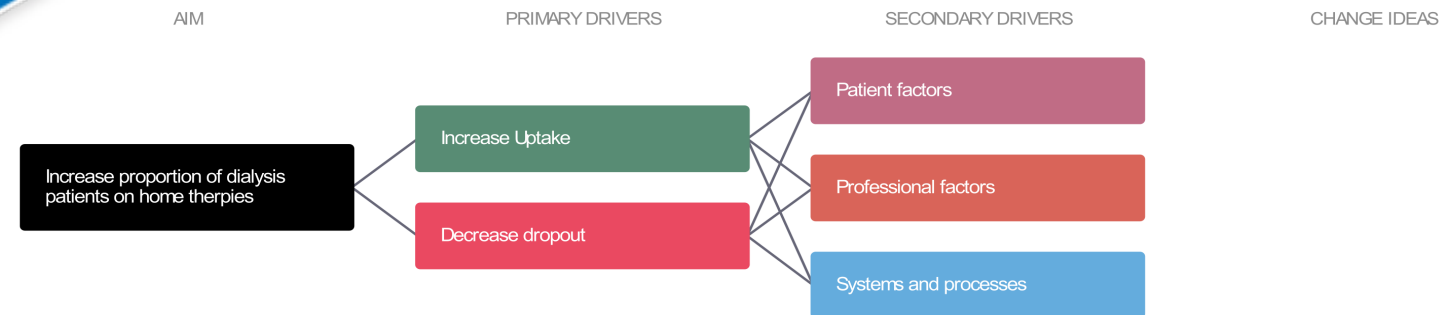 AIM
PRIMARY DRIVERS
SECONDARY DRIVERS
CHANGE IDEAS
Patient factors
Increase Uptake
Increase proportion of dialysis
patients on home therpies
Professional factors
Decrease dropout
Systems and processes